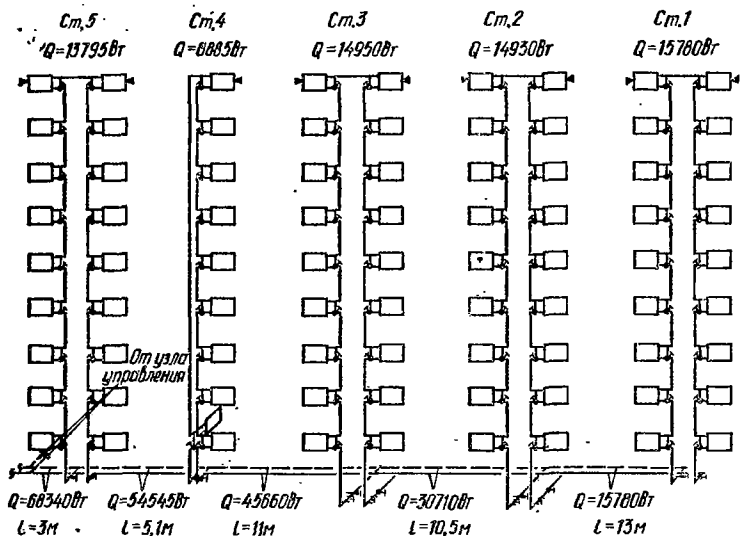 Ст.5 Ст.4 Ст.3 Ст.2 Ст.1
Q=13795Вт Q=8885Вт Q=14950Вт Q=14930Вт Q=15780Вт
От узла
управления
Q=68340Вт Q=54545Вт Q=45660Вт Q=30710Вт Q=15780Вт
l=3м l=5,1м l=11м l=10,5м l=13м